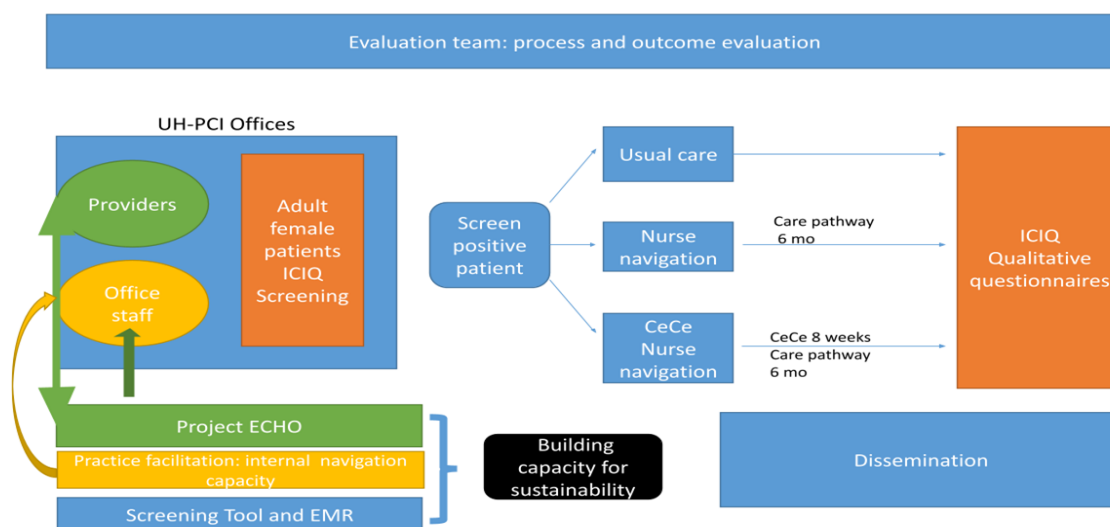 Evaluation team: process and outcome evaluation
UH-PCI Offices
Providers
Office
staff
Adult
female
patients
ICIQ
Screening
Screen
positive
patient
Usual care
Nurse
navigation
CeCe
Nurse
navigation
Care pathway
6 mo
CeCe 8 weeks
Care pathway
6 mo
ICIQ
Qualitative
questionnaires
Project ECHO
Practice facilitation: internal navigation
capacity
Screening Tool and EMR
Building
capacity for
sustainability
Dissemination